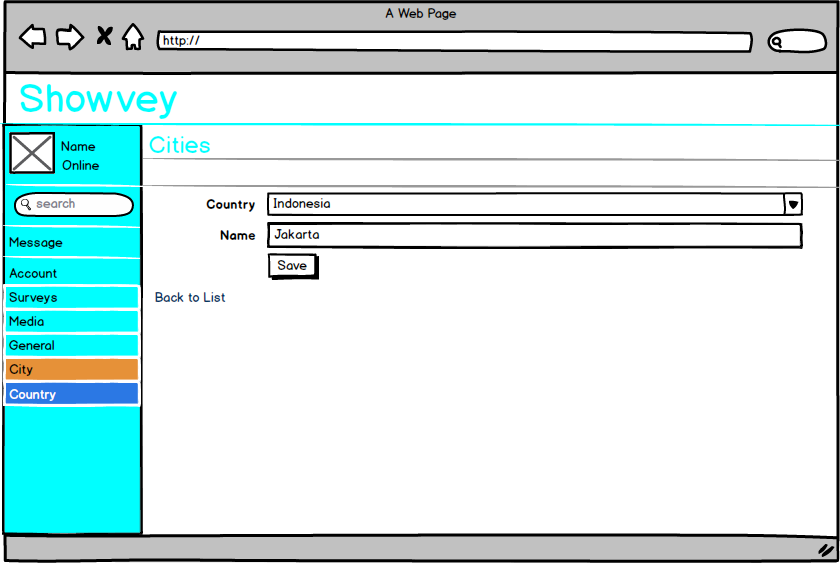 A Web Page
http://
Showvey
Name
Online
search
Message
Account
Surveys
Media
General
City
Country
Cities
Country Indonesia
Name Jakarta
Save
Back to List